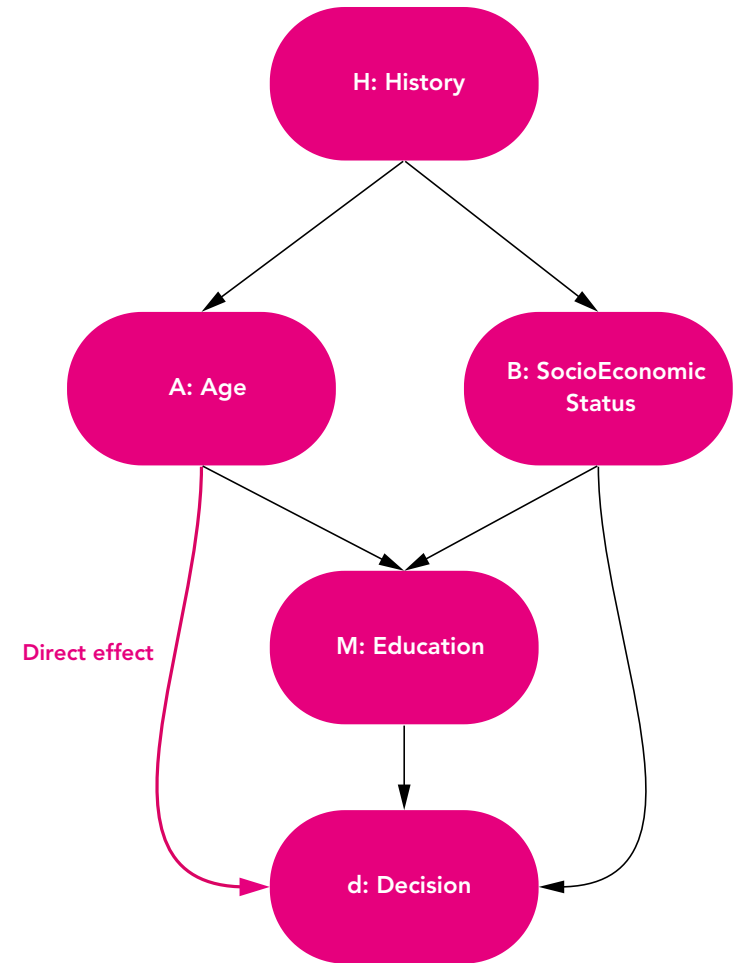 H: History
A: Age
B: SocioEconomic
Status
M: Education
Direct effect
d: Decision